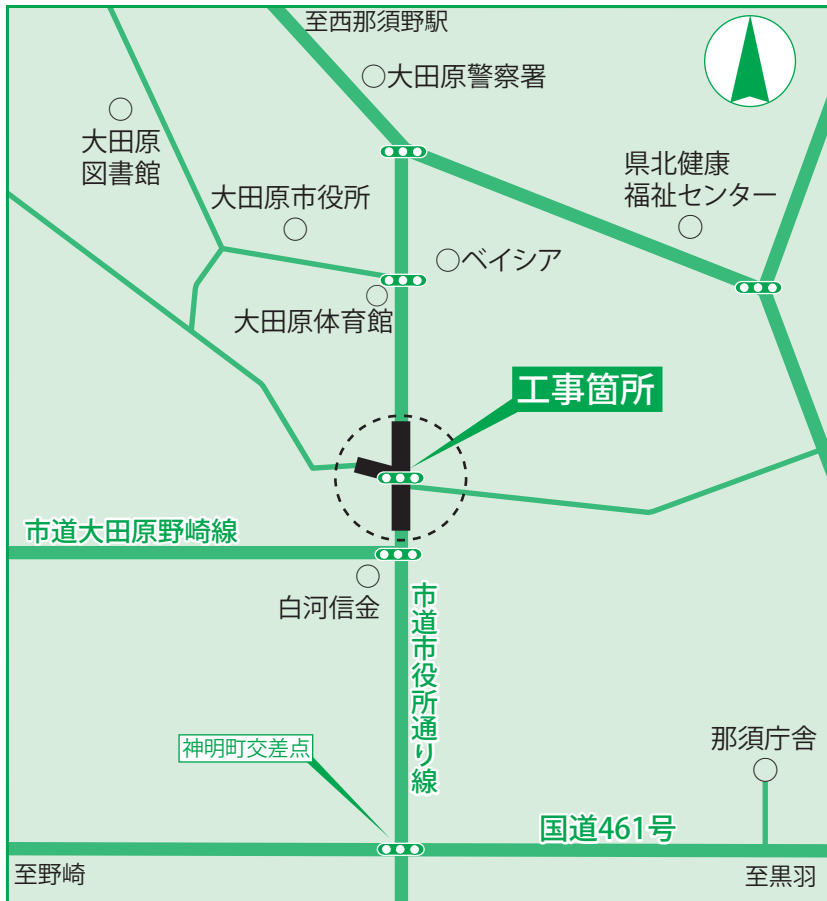 至西那須野駅
大田原警察署
大田原
図書館
県北健康
福祉センター
大田原市役所
ベイシア
大田原体育館
工事箇所
市道大田原野崎線
白河信金
市道市役所通り線
神明町交差点
那須庁舎
国道461号
至野崎
至黒羽